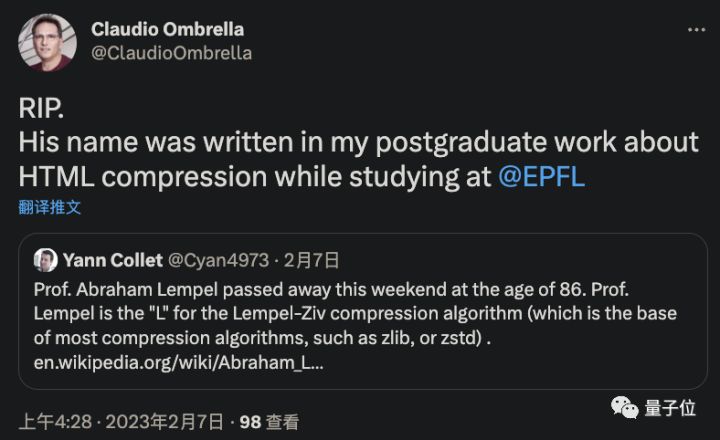 Claudio Ombrella
@ClaudioOmbrella
RIP.
His name was written in my postgraduate work about
HTML compression while studying at @EPFL
翻译推文
Yann Collet @Cyan4973 · 2月7日
Prof. Abraham Lempel passed away this weekend at the age of 86. Prof.
Lempel is the "L" for the Lempel-Ziv compression algorithm (which is the base
of most compression algorithms, such as zlib, or zstd) .
en.wikipedia.org/wiki/Abraham_L...
量子位
上午4:28 · 2023年2月7日 · 98 查看